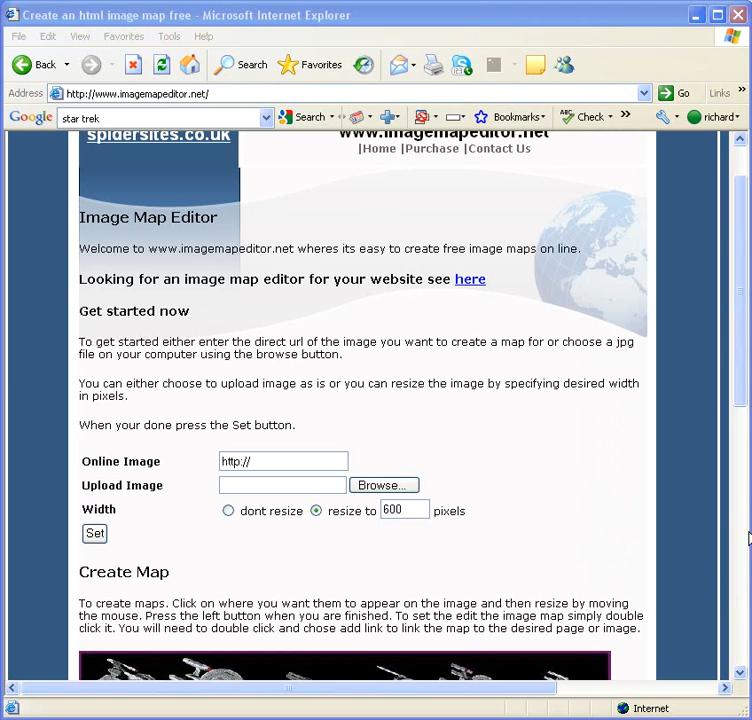 Create an html image map free - Microsoft Internet Explorer
File Edit View Favorites Tools Help
Back Search Favorites
Address http://www.imagemapeditor.net/ Go Links »
Google star trek Search Bookmarks Check » richard
spidersites.co.uk www.imagemapeditor.net
|Home |Purchase |Contact Us
Image Map Editor
Welcome to www.imagemapeditor.net wheres its easy to create free image maps on line.
Looking for an image map editor for your website see here
Get started now
To get started either enter the direct url of the image you want to create a map for or choose a jpg
file on your computer using the browse button.
You can either choose to upload image as is or you can resize the image by specifying desired width
in pixels.
When your done press the Set button.
Online Image http://
Upload Image Browse...
Width dont resize resize to 600 pixels
Set
Create Map
To create maps. Click on where you want them to appear on the image and then resize by moving
the mouse. Press the left button when you are finished. To set the edit the image map simply double
click it. You will need to double click and chose add link to link the map to the desired page or image.
Internet